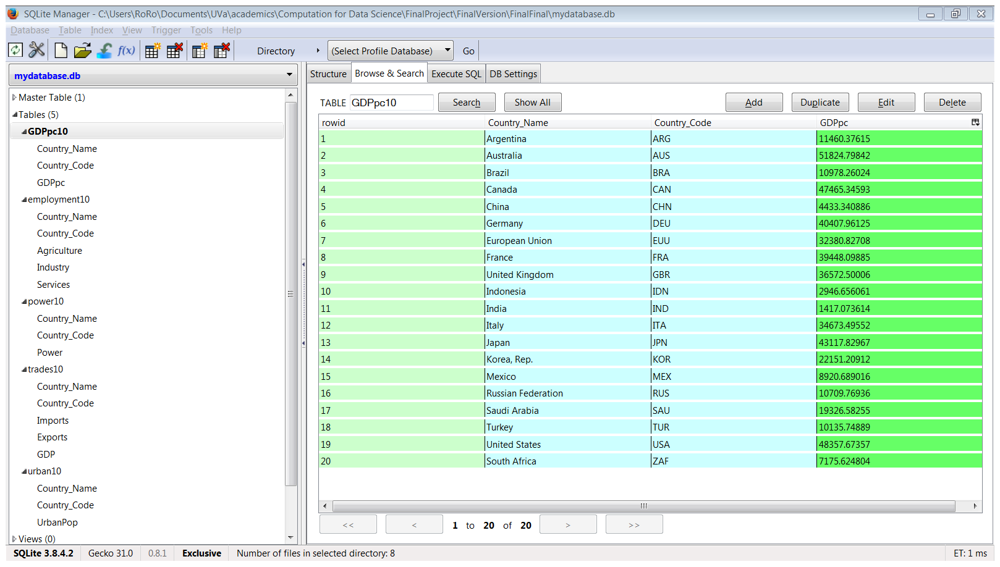 SQLite Manager - C:\Users\RoRo\Documents\UVa\academics\Computation for Data Science\FinalProject\FinalVersion\FinalFinal\mydatabase.db
Database Table Index View Trigger Tools Help
f(x) Directory (Select Profile Database) Go
mydatabase.db
Master Table (1)
Tables (5)
GDPpc10
Country_Name
Country_Code
GDPpc
employment10
Country_Name
Country_Code
Agriculture
Industry
Services
power10
Country_Name
Country_Code
Power
trades10
Country_Name
Country_Code
Imports
Exports
GDP
urban10
Country_Name
Country_Code
UrbanPop
Views (0)
Structure Browse & Search Execute SQL DB Settings
TABLE GDPpc10 Search Show All Add Duplicate Edit Delete
rowid Country_Name Country_Code GDPpc
1 Argentina ARG 11460.37615
2 Australia AUS 51824.79842
3 Brazil BRA 10978.26024
4 Canada CAN 47465.34593
5 China CHN 4433.340886
6 Germany DEU 40407.96125
7 European Union EUU 32380.82708
8 France FRA 39448.09885
9 United Kingdom GBR 36572.50006
10 Indonesia IDN 2946.656061
11 India IND 1417.073614
12 Italy ITA 34673.49552
13 Japan JPN 43117.82967
14 Korea, Rep. KOR 22151.20912
15 Mexico MEX 8920.689016
16 Russian Federation RUS 10709.76936
17 Saudi Arabia SAU 19326.58255
18 Turkey TUR 10135.74889
19 United States USA 48357.67357
20 South Africa ZAF 7175.624804
<< < 1 to 20 of 20 > >>
SQLite 3.8.4.2 Gecko 31.0 0.8.1 Exclusive Number of files in selected directory: 8 ET: 1 ms